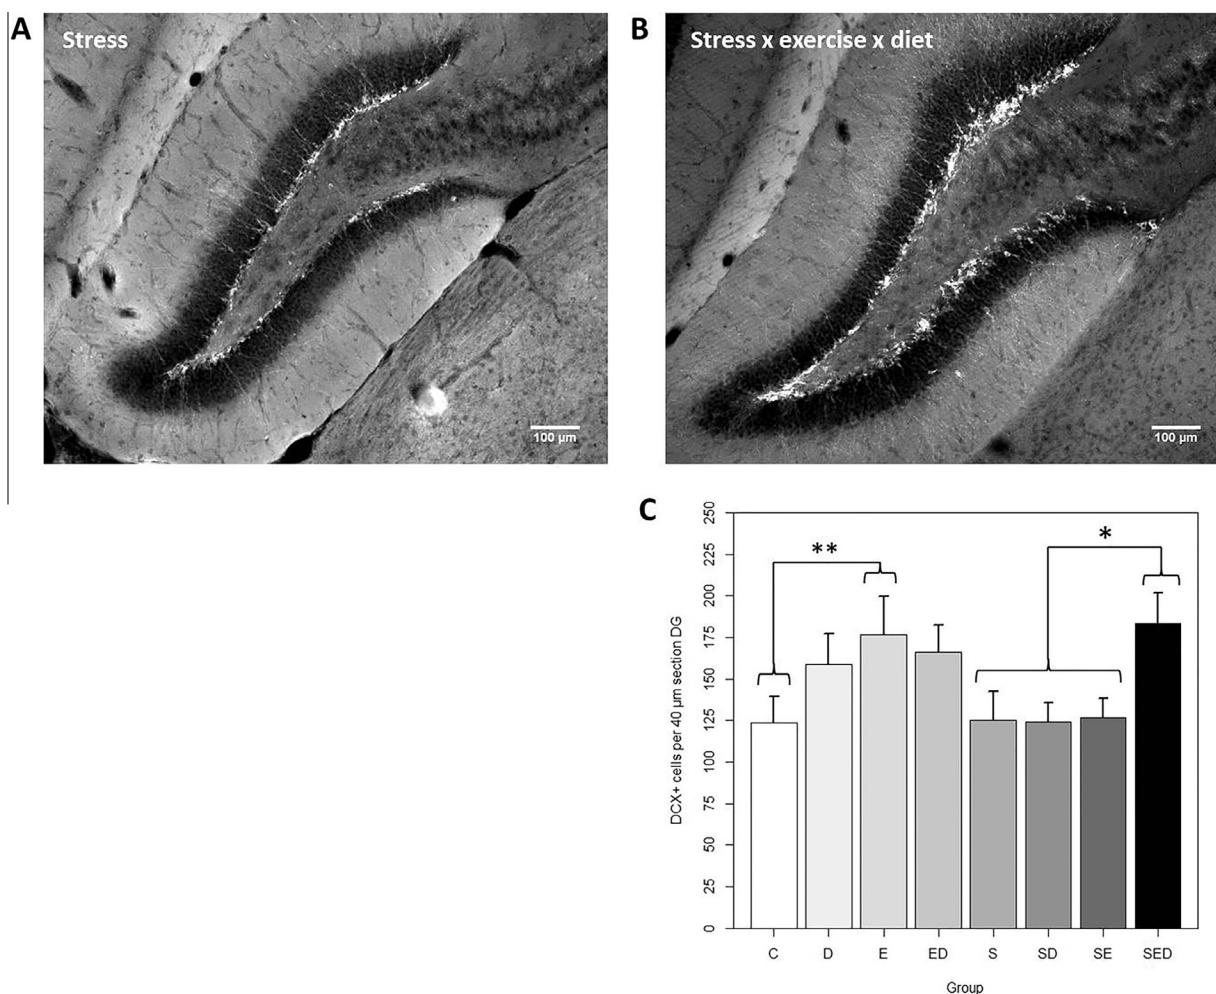 A
Stress
100 µm
B
Stress x exercise x diet
100 µm
C
DCX+ cells per 40 µm section DG
250
225
200
175
150
125
100
75
50
25
0
**
*
C D E ED S SD SE SED
Group